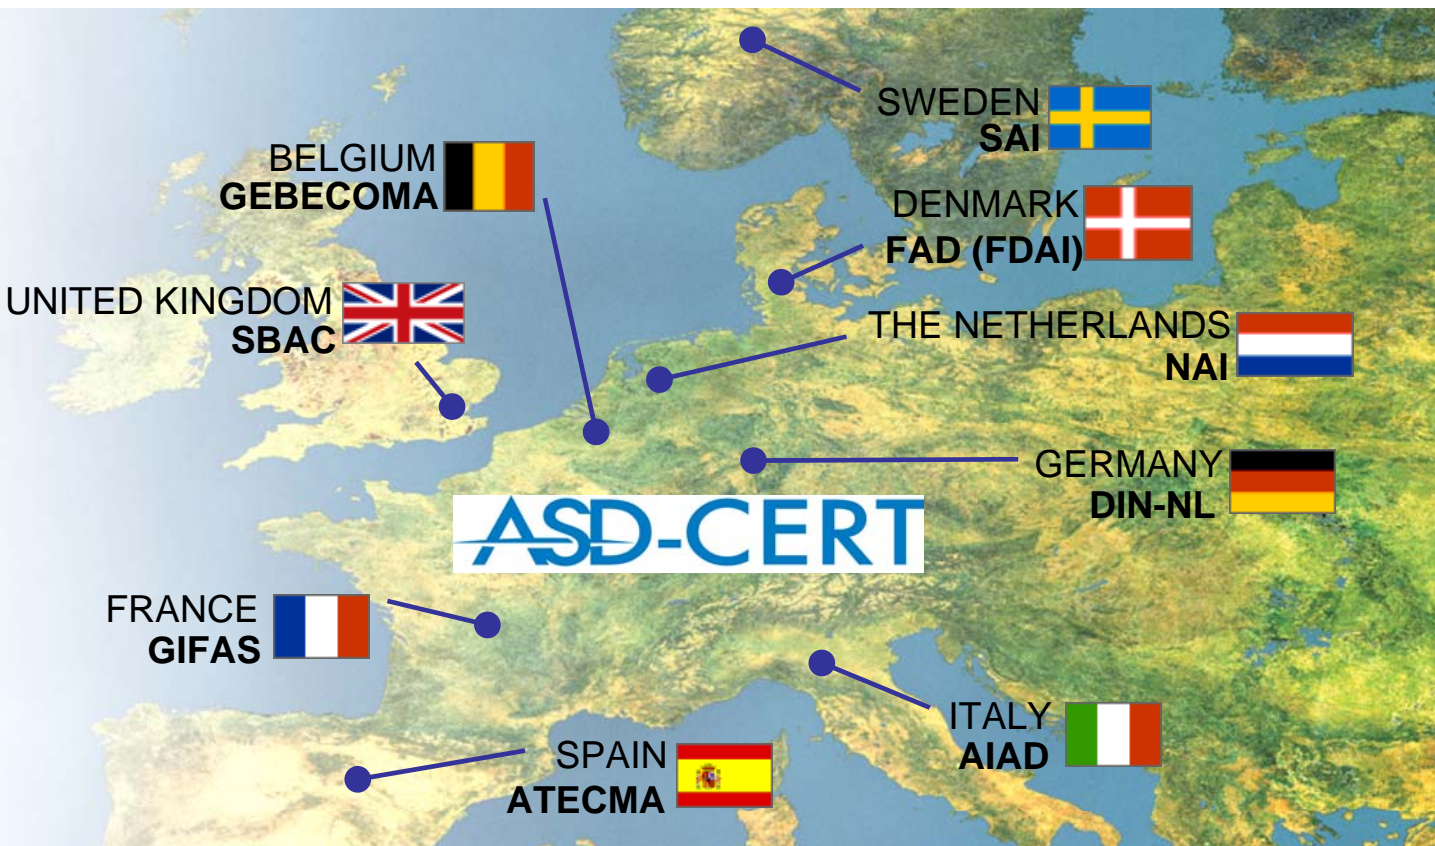 SWEDEN
SAI
BELGIUM
GEBECOMA
DENMARK
FAD (FDAI)
UNITED KINGDOM
SBAC
THE NETHERLANDS
NAI
GERMANY
DIN-NL
ASD-CERT
FRANCE
GIFAS
ITALY
AIAD
SPAIN
ATECMA